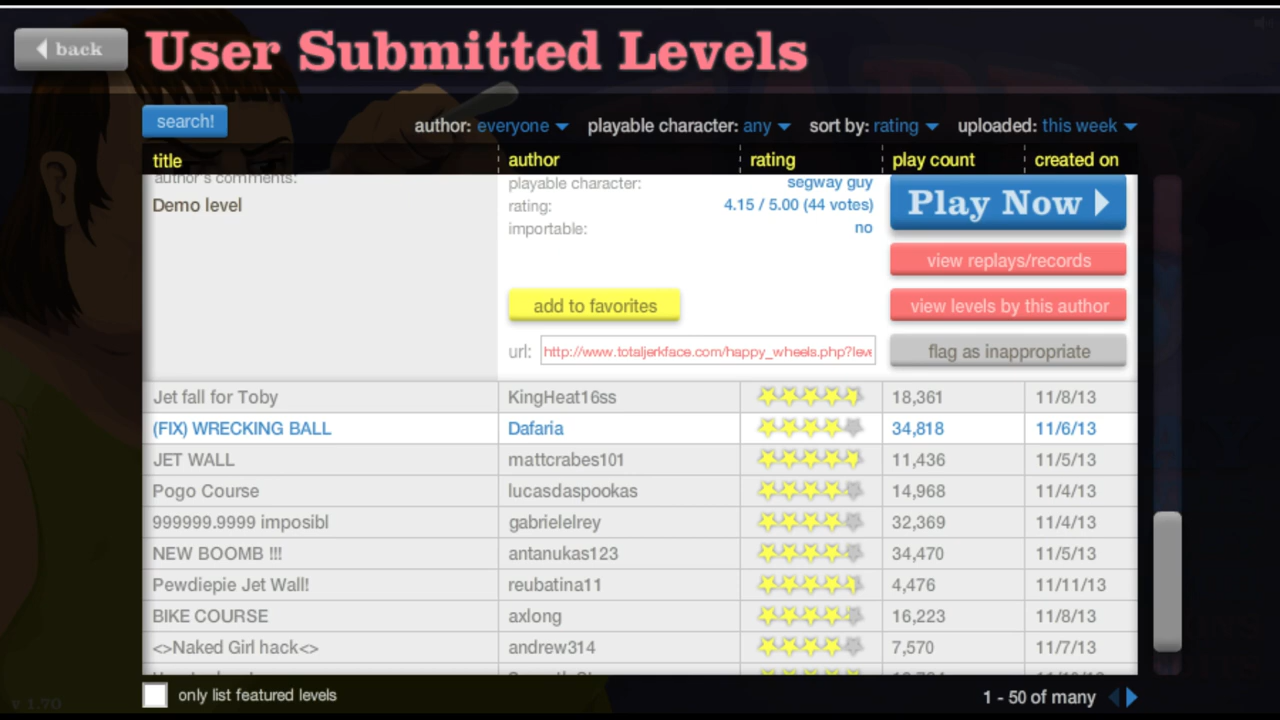 back
User Submitted Levels
search!
author: everyone playable character: any sort by: rating uploaded: this week
title author rating play count created on
author's comments:
Demo level
playable character: segway guy
rating: 4.15 / 5.00 (44 votes)
importable: no
Play Now
view replays/records
add to favorites
view levels by this author
url: http://www.totaljerkface.com/happy_wheels.php?lev
flag as inappropriate
Jet fall for Toby KingHeat16ss 18,361 11/8/13
(FIX) WRECKING BALL Dafaria 34,818 11/6/13
JET WALL mattcrabes101 11,436 11/5/13
Pogo Course lucasdaspookas 14,968 11/4/13
999999.9999 imposibl gabrielelrey 32,369 11/4/13
NEW BOOMB !!! antanukas123 34,470 11/5/13
Pewdiepie Jet Wall! reubatina11 4,476 11/11/13
BIKE COURSE axlong 16,223 11/8/13
<>Naked Girl hack<> andrew314 7,570 11/7/13
only list featured levels
1 - 50 of many
v 1.70